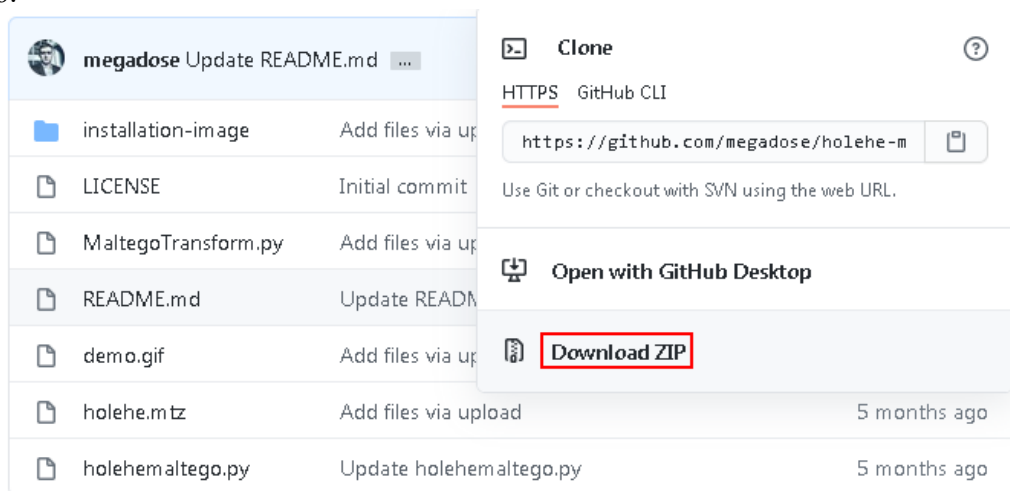 megadose Update README.md ...
Clone
HTTPS GitHub CLI
https://github.com/megadose/holehe-m
Use Git or checkout with SVN using the web URL.
Open with GitHub Desktop
Download ZIP
installation-image Add files via up
LICENSE Initial commit
MaltegoTransform.py Add files via up
README.md Update READM
demo.gif Add files via up
holehe.mtz Add files via upload 5 months ago
holehemaltego.py Update holehemaltego.py 5 months ago